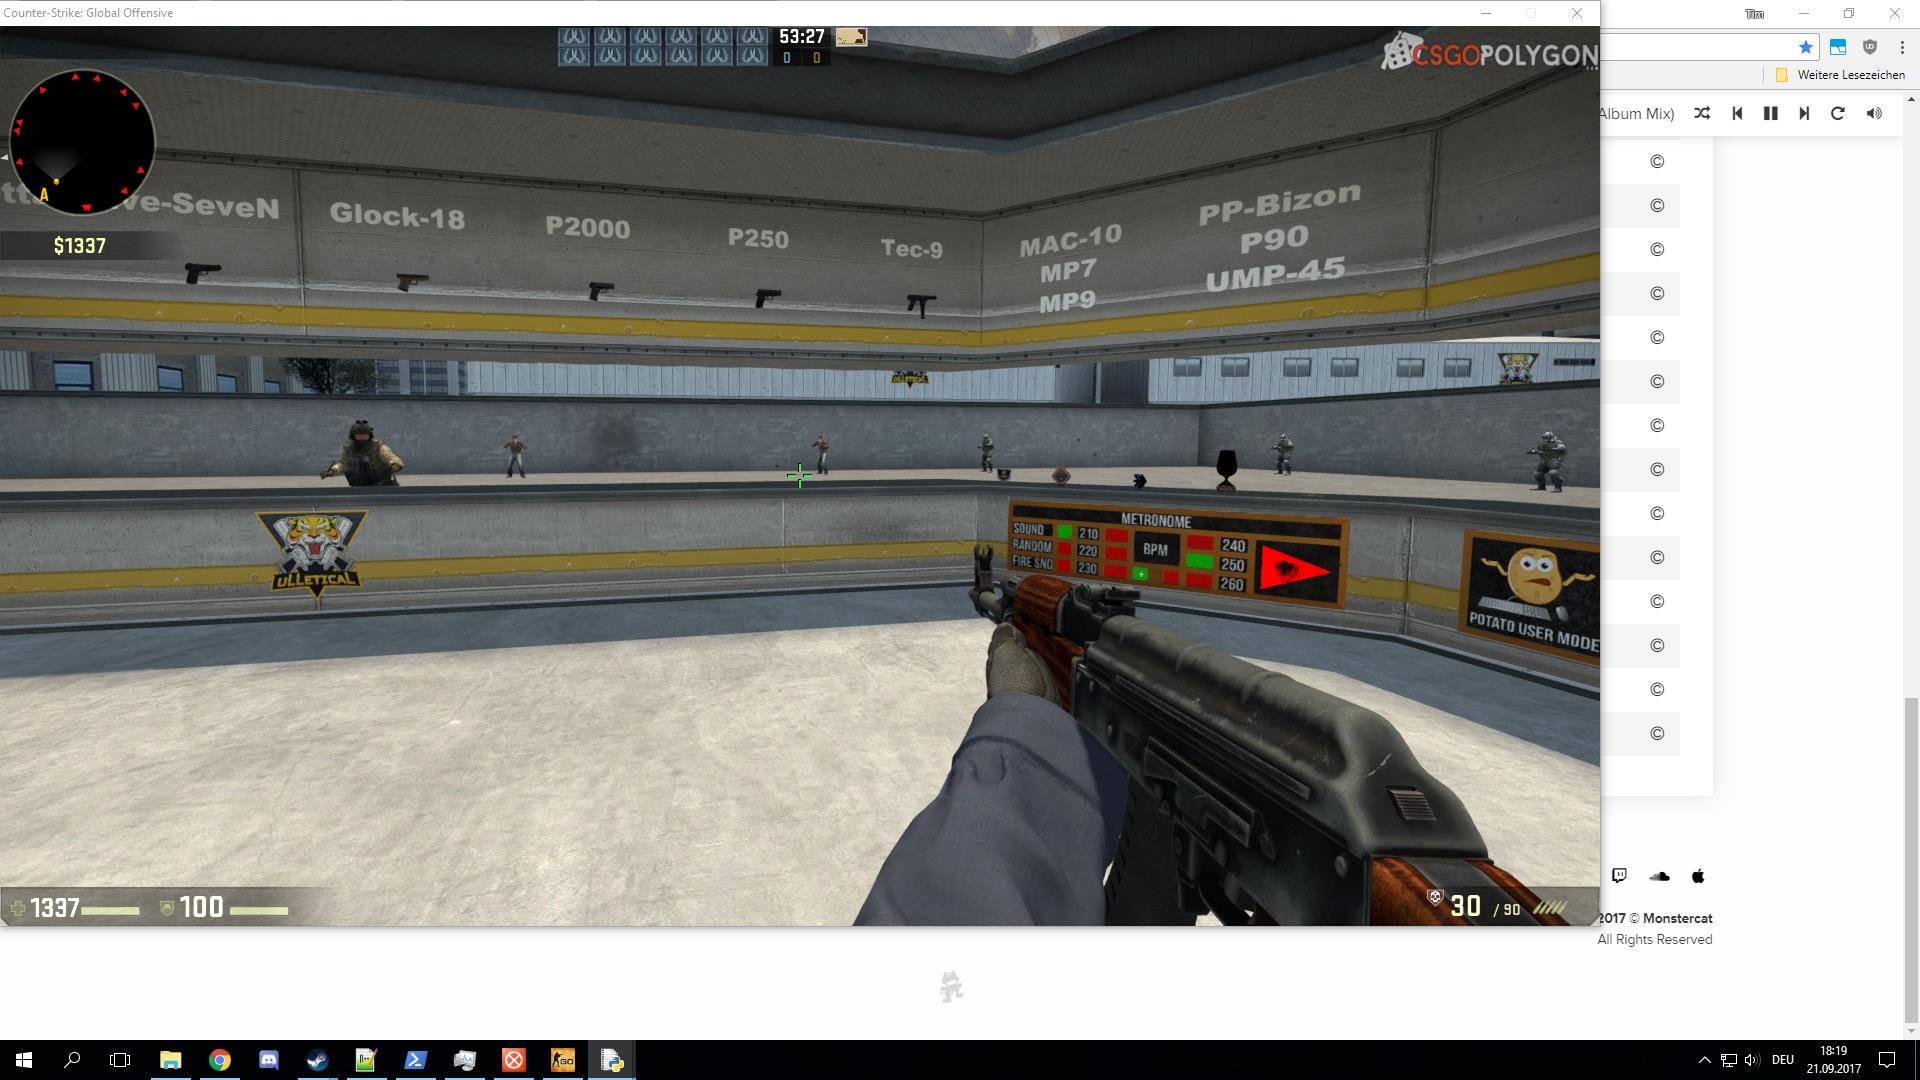 Counter-Strike: Global Offensive
Tim
53:27
0 0
CSGOPOLYGON
Weitere Lesezeichen
Album Mix)
A
$1337
ve-SeveN
Glock-18
P2000
P250
Tec-9
MAC-10
MP7
MP9
PP-Bizon
P90
UMP-45
ULLETICAL
ULLETICAL
METRONOME
SOUND 210
RANDOM 220
FIRE SND 230
BPM
240
250
260
POTATO USER MODE
1337
100
30 / 90
2017 © Monstercat
All Rights Reserved
DEU
18:19
21.09.2017